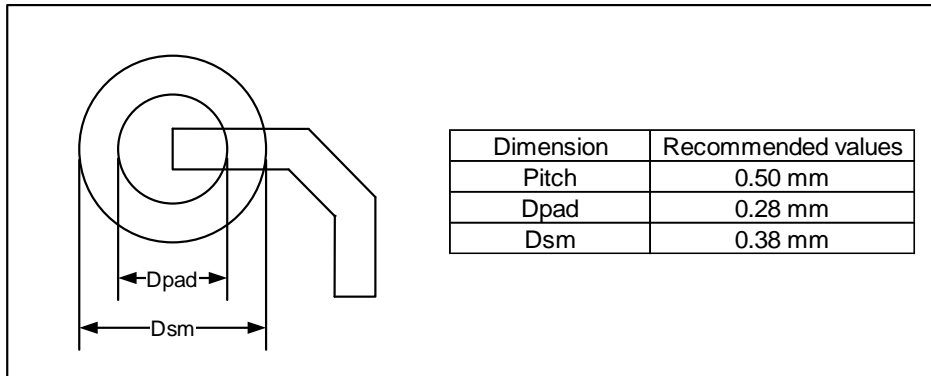 Dimension Recommended values
Pitch 0.50 mm
Dpad 0.28 mm
Dsm 0.38 mm
Dpad
Dsm